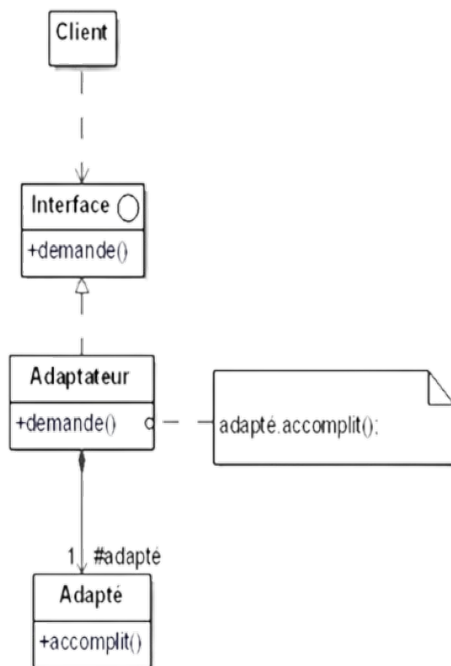 Client
Interface
+demande()
Adaptateur
+demande()
adapté.accomplit();
1 #adapté
Adapté
+accomplit()